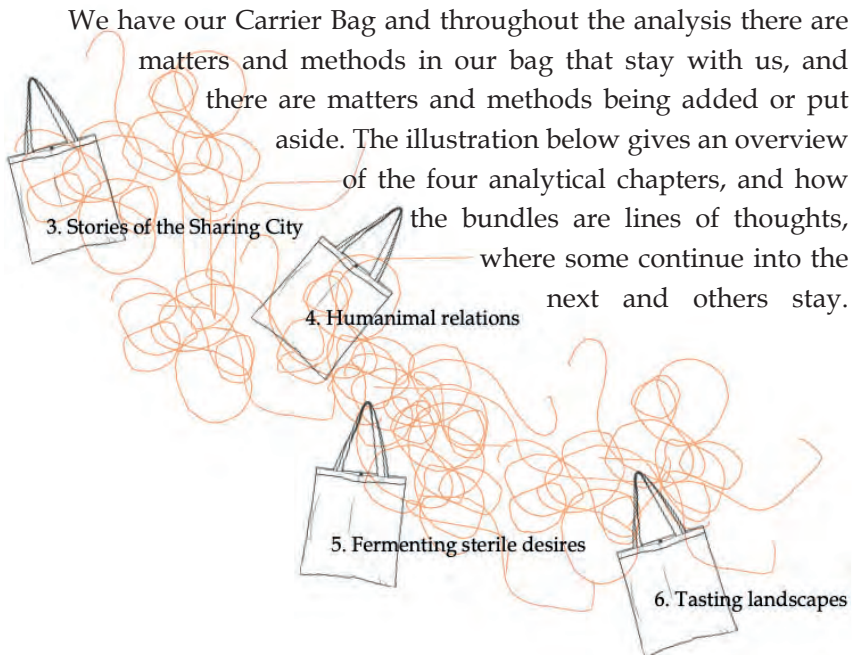 We have our Carrier Bag and throughout the analysis there are
matters and methods in our bag that stay with us, and
there are matters and methods being added or put
aside. The illustration below gives an overview
of the four analytical chapters, and how
the bundles are lines of thoughts,
where some continue into the
next and others stay.
3. Stories of the Sharing City
4. Humanimal relations
5. Fermenting sterile desires
6. Tasting landscapes